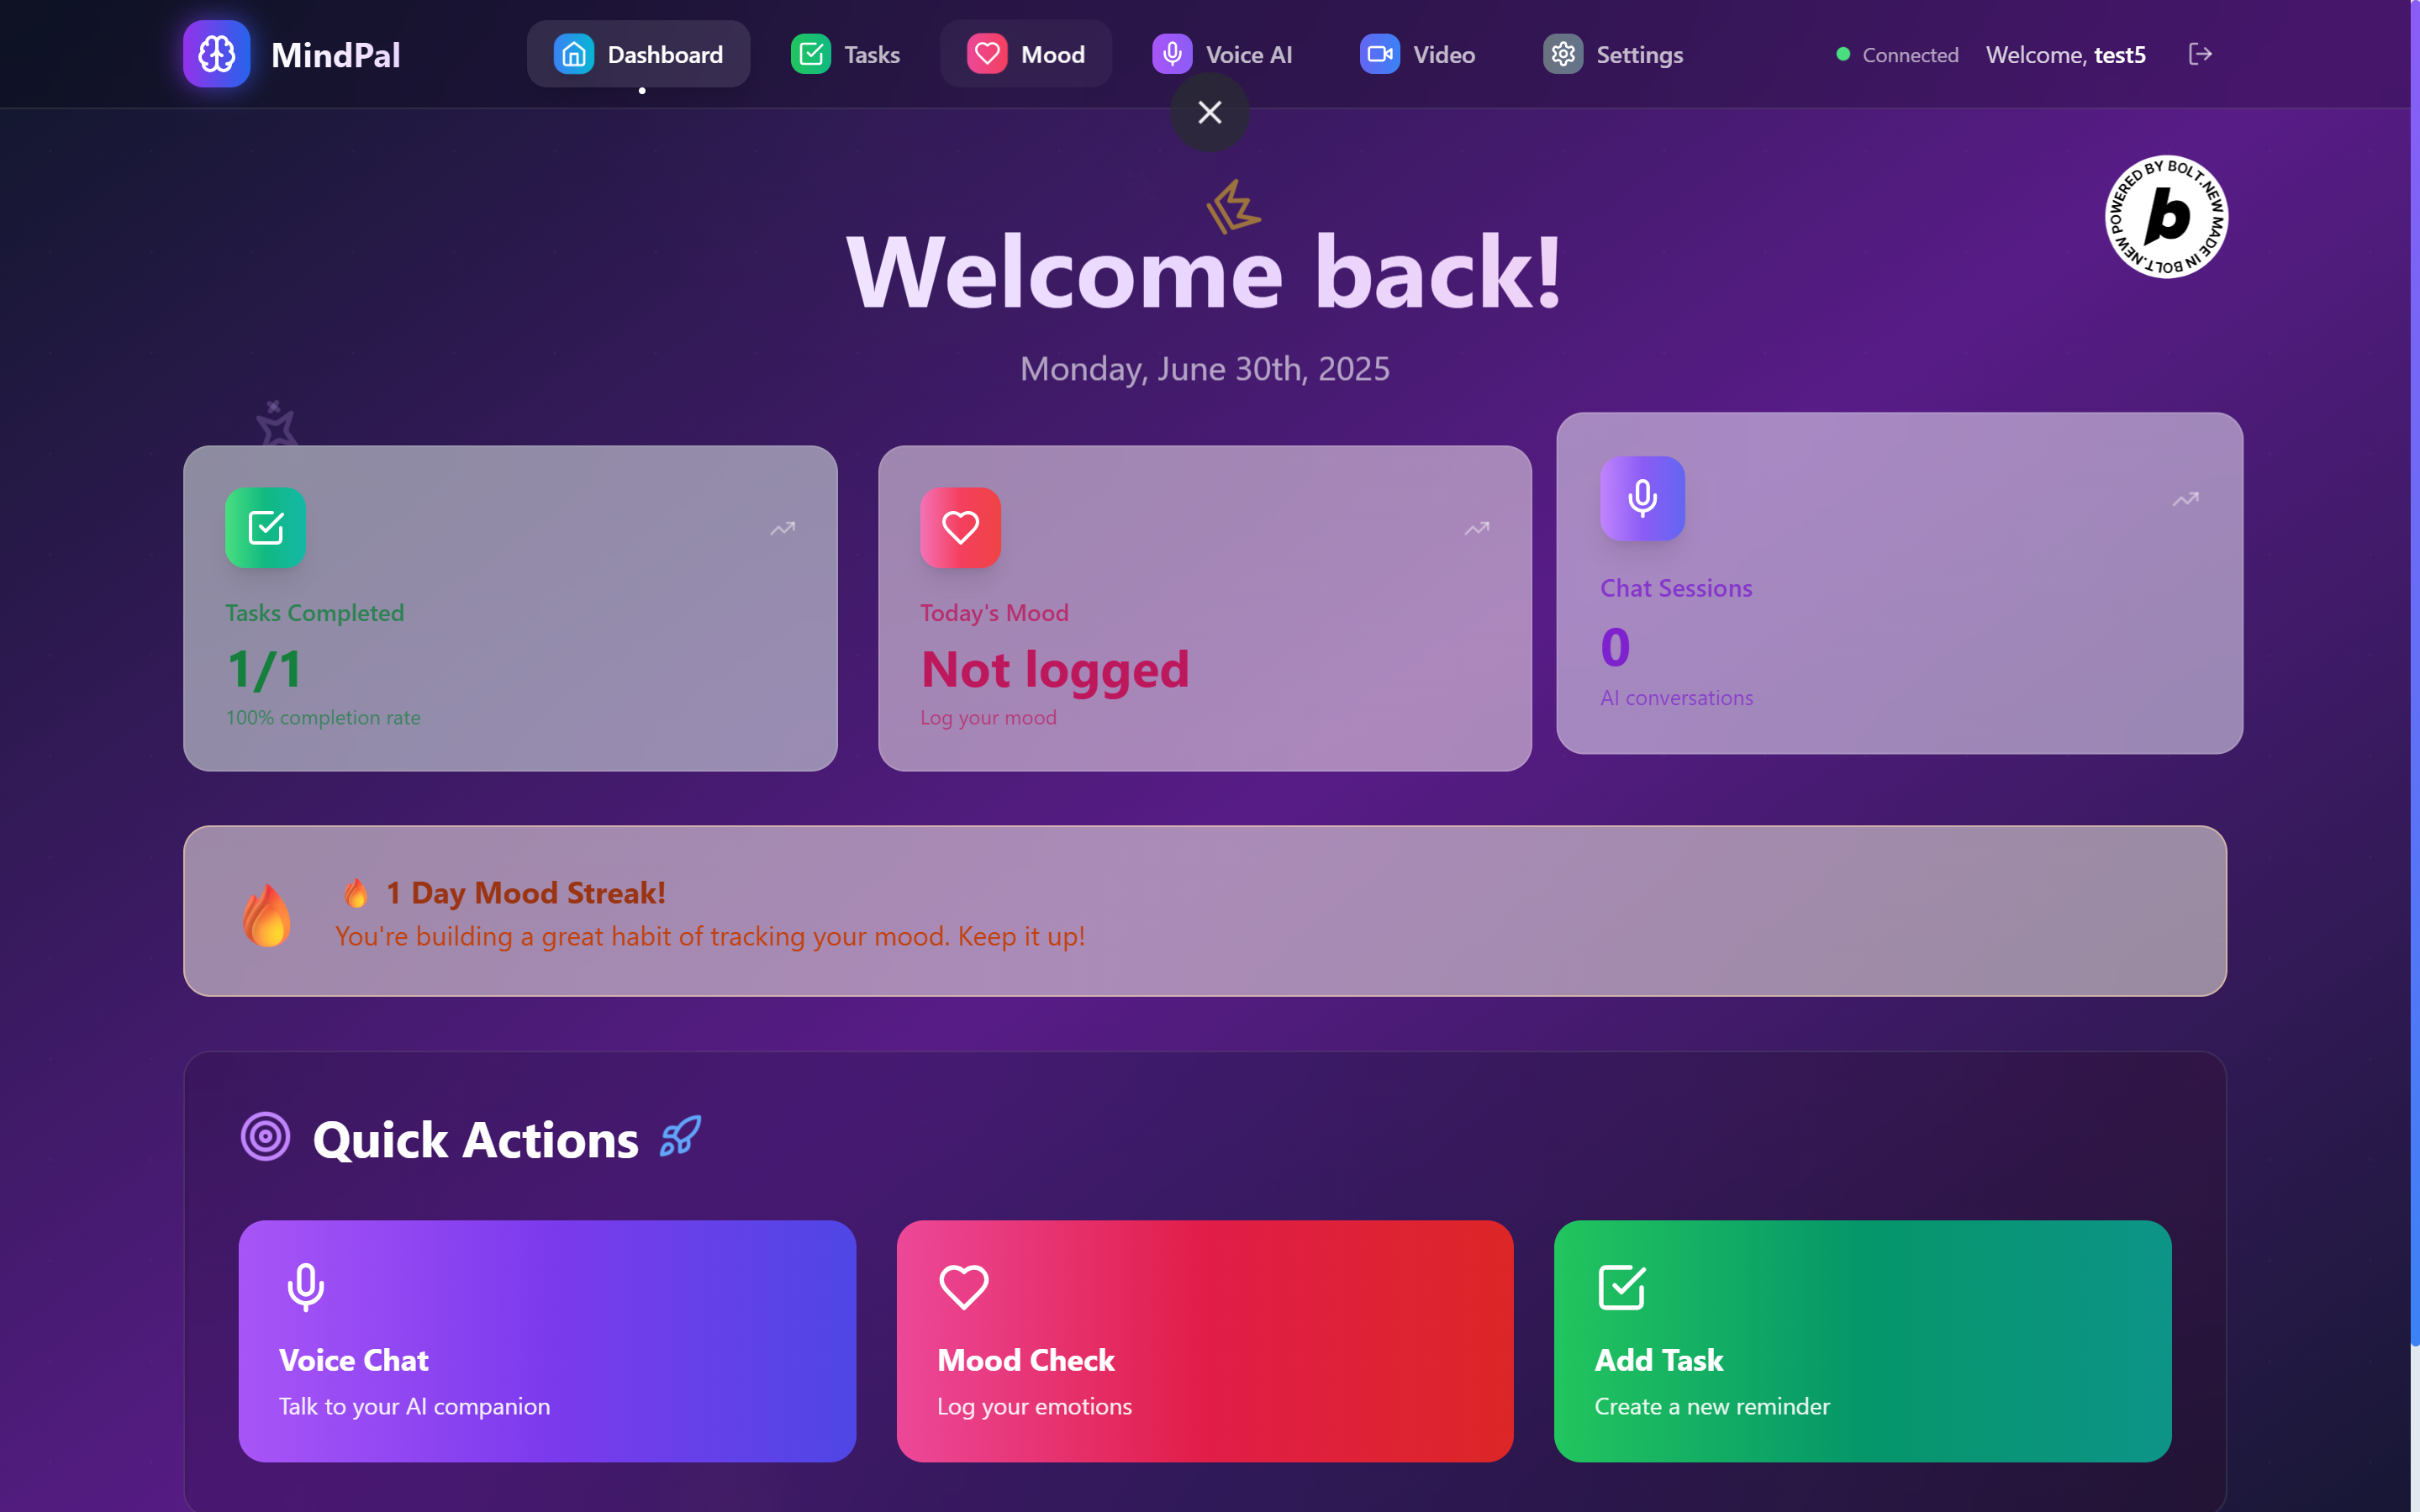 MindPal
Dashboard
Tasks
Mood
Voice AI
Video
Settings
Connected
Welcome, test5
POWERED BY BOLT.NEW MADE IN BOLT.NEW
b
Welcome back!
Monday, June 30th, 2025
Tasks Completed
1/1
100% completion rate
Today's Mood
Not logged
Log your mood
Chat Sessions
0
AI conversations
🔥 1 Day Mood Streak!
You're building a great habit of tracking your mood. Keep it up!
Quick Actions
Voice Chat
Talk to your AI companion
Mood Check
Log your emotions
Add Task
Create a new reminder